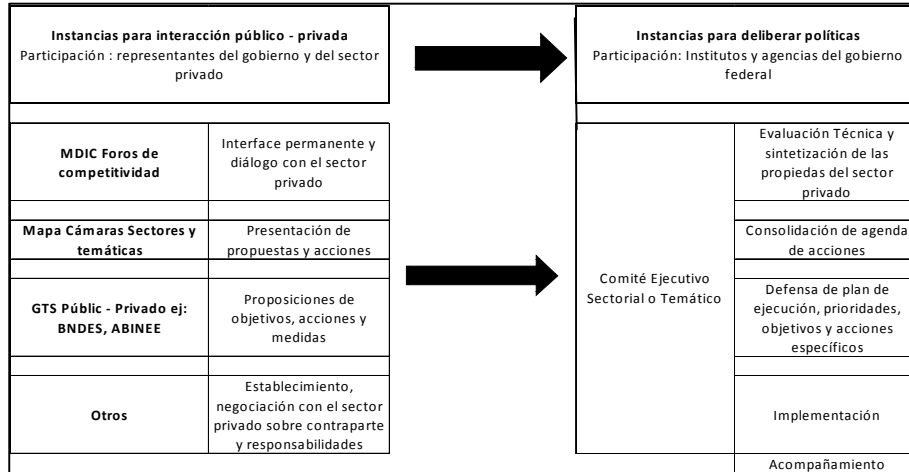 Instancias para interacción público - privada
Participación : representantes del gobierno y del sector
privado
Instancias para deliberar políticas
Participación: Institutos y agencias del gobierno
federal
MDIC Foros de
competitividad
Interface permanente y
diálogo con el sector
privado
Mapa Cámaras Sectores y
temáticas
Presentación de
propuestas y acciones
GTS Públic - Privado ej:
BNDES, ABINEE
Proposiciones de
objetivos, acciones y
medidas
Otros
Establecimiento,
negociación con el sector
privado sobre contraparte
y responsabilidades
Comité Ejecutivo
Sectorial o Temático
Evaluación Técnica y
sintetización de las
propiedas del sector
privado
Consolidación de agenda
de acciones
Defensa de plan de
ejecución, prioridades,
objetivos y acciones
específicos
Implementación
Acompañamiento